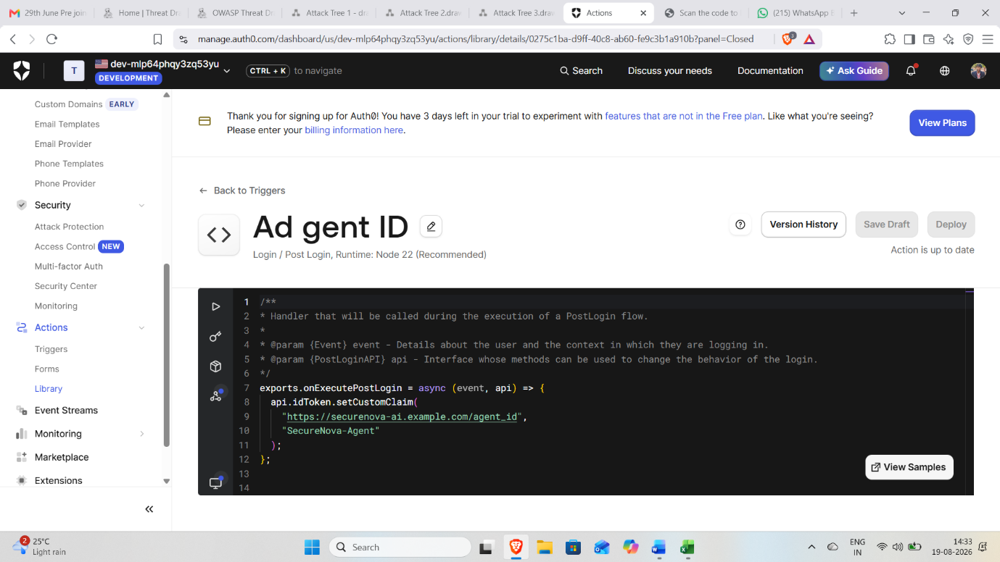 29th June Pre join
Home | Threat Dr
OWASP Threat Dr
Attack Tree 1 - dr
Attack Tree 2.draw
Attack Tree 3.draw
Actions
Scan the code to
(215) WhatsApp B
manage.auth0.com/dashboard/us/dev-mlp64phqy3zq53yu/actions/library/details/0275c1ba-d9ff-40c8-ab60-fe9c3b1a910b?panel=Closed
3
T
dev-mlp64phqy3zq53yu
DEVELOPMENT
CTRL + K to navigate
Search
Discuss your needs
Documentation
Ask Guide
Custom Domains EARLY
Email Templates
Email Provider
Phone Templates
Phone Provider
Security
Attack Protection
Access Control NEW
Multi-factor Auth
Security Center
Monitoring
Actions
Triggers
Forms
Library
Event Streams
Monitoring
Marketplace
Extensions
Thank you for signing up for Auth0! You have 3 days left in your trial to experiment with features that are not in the Free plan. Like what you're seeing?
Please enter your billing information here.
View Plans
Back to Triggers
Ad gent ID
Login / Post Login, Runtime: Node 22 (Recommended)
Version History
Save Draft
Deploy
Action is up to date
1 /**
2 * Handler that will be called during the execution of a PostLogin flow.
3 *
4 * @param {Event} event - Details about the user and the context in which they are logging in.
5 * @param {PostLoginAPI} api - Interface whose methods can be used to change the behavior of the login.
6 */
7 exports.onExecutePostLogin = async (event, api) => {
8 api.idToken.setCustomClaim(
9 "https://securenova-ai.example.com/agent_id",
10 "SecureNova-Agent"
11 );
12 };
13
14
View Samples
2
25°C
Light rain
Search
ENG
IN
14:33
19-08-2026